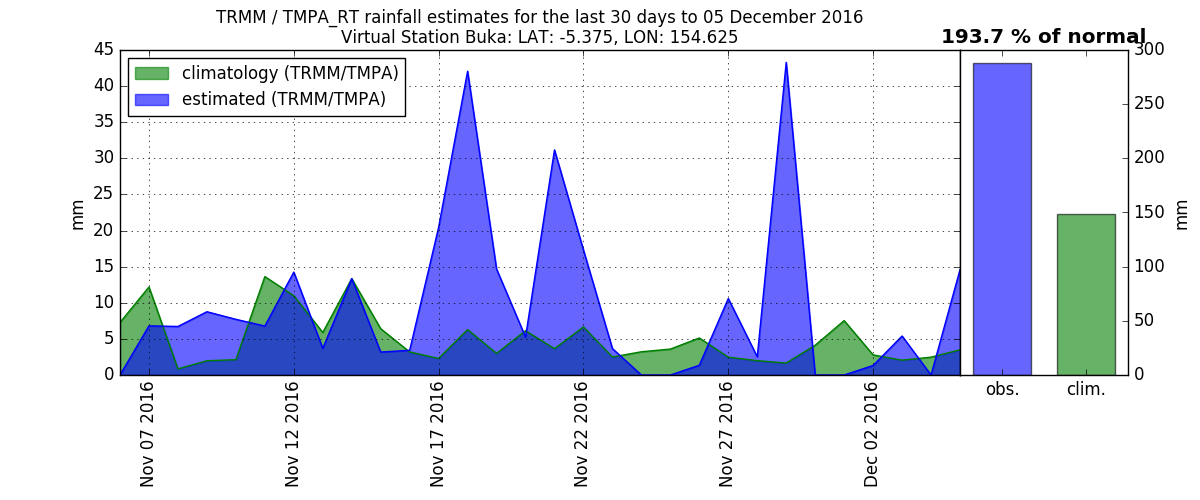 TRMM / TMPA_RT rainfall estimates for the last 30 days to 05 December 2016
Virtual Station Buka: LAT: -5.375, LON: 154.625
193.7 % of normal
climatology (TRMM/TMPA)
estimated (TRMM/TMPA)
mm
45
40
35
30
25
20
15
10
5
0
Nov 07 2016
Nov 12 2016
Nov 17 2016
Nov 22 2016
Nov 27 2016
Dec 02 2016
300
250
200
150
100
50
0
mm
obs.
clim.